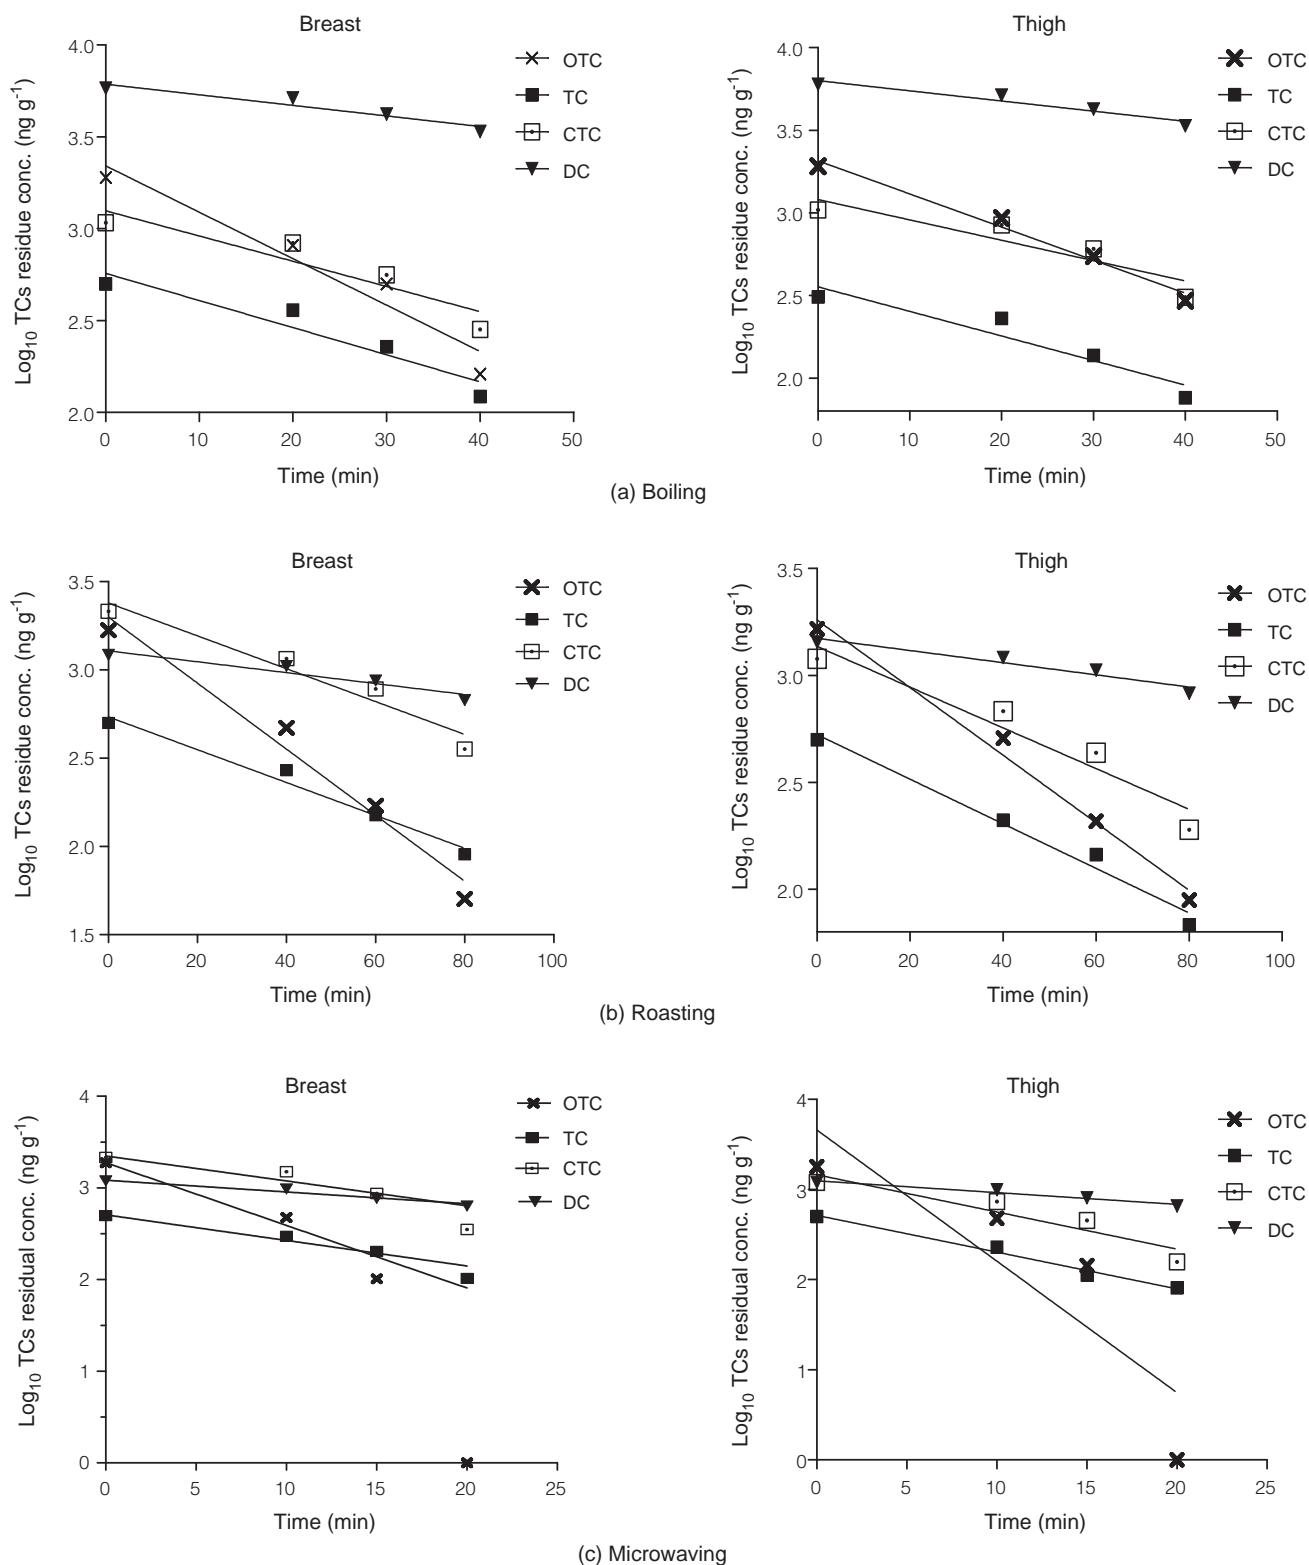 Breast
Log10 TCs residue conc. (ng g-1)
4.0
3.5
3.0
2.5
2.0
0 10 20 30 40 50
Time (min)
OTC
TC
CTC
DC
Thigh
Log10 TCs residue conc. (ng g-1)
4.0
3.5
3.0
2.5
2.0
0 10 20 30 40 50
Time (min)
OTC
TC
CTC
DC
(a) Boiling
Breast
Log10 TCs residue conc. (ng g-1)
3.5
3.0
2.5
2.0
1.5
0 20 40 60 80 100
Time (min)
OTC
TC
CTC
DC
Thigh
Log10 TCs residue conc. (ng g-1)
3.5
3.0
2.5
2.0
0 20 40 60 80 100
Time (min)
OTC
TC
CTC
DC
(b) Roasting
Breast
Log10 TCs residual conc. (ng g-1)
4
3
2
1
0
0 5 10 15 20 25
Time (min)
OTC
TC
CTC
DC
Thigh
Log10 TCs residual conc. (ng g-1)
4
3
2
1
0
0 5 10 15 20 25
Time (min)
OTC
TC
CTC
DC
(c) Microwaving